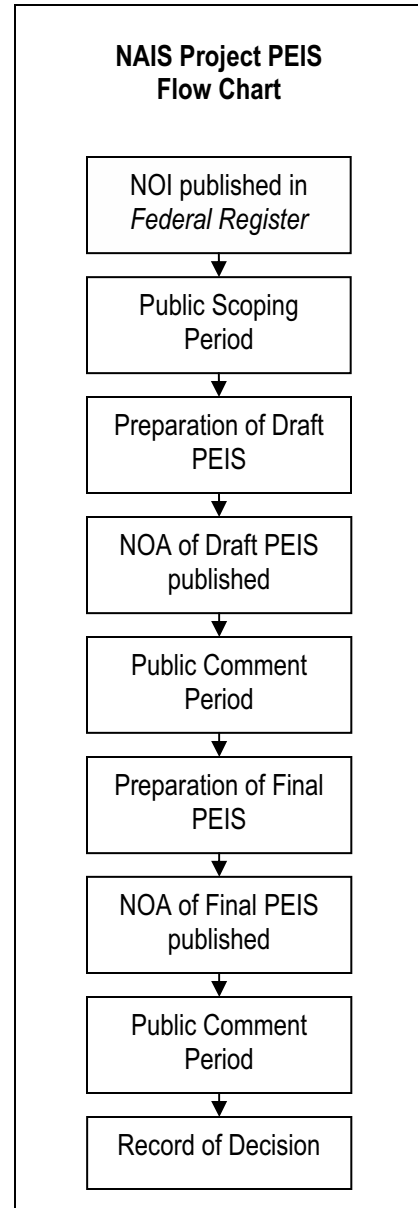 NAIS Project PEIS
Flow Chart
NOI published in
Federal Register
Public Scoping
Period
Preparation of Draft
PEIS
NOA of Draft PEIS
published
Public Comment
Period
Preparation of Final
PEIS
NOA of Final PEIS
published
Public Comment
Period
Record of Decision